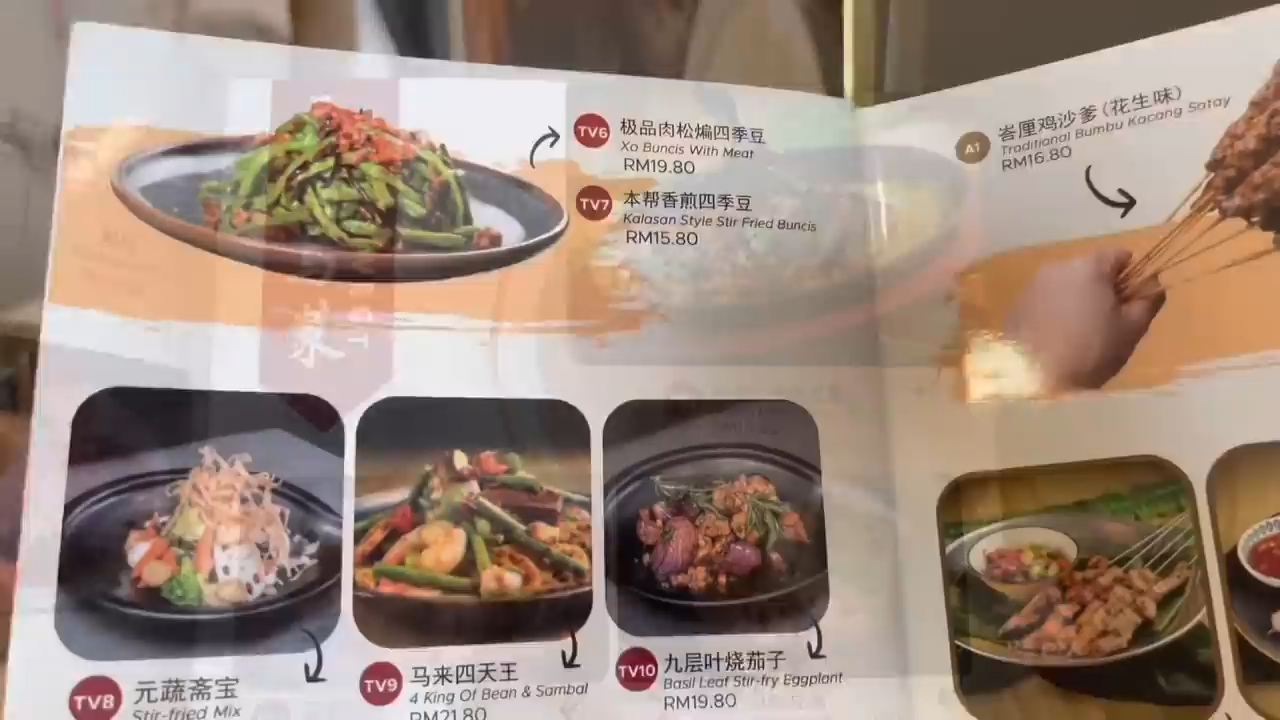 TV6 极品肉松煸四季豆
Xo Buncis With Meat
RM19.80
TV7 本帮香煎四季豆
Kalasan Style Stir Fried Buncis
RM15.80
A1 峇厘鸡沙爹(花生味)
Traditional Bumbu Kacang Satay
RM16.80
菜
TV8 元蔬斋宝
Stir-fried Mix
TV9 马来四天王
4 King Of Bean & Sambal
RM21.80
TV10 九层叶烧茄子
Basil Leaf Stir-fry Eggplant
RM19.80